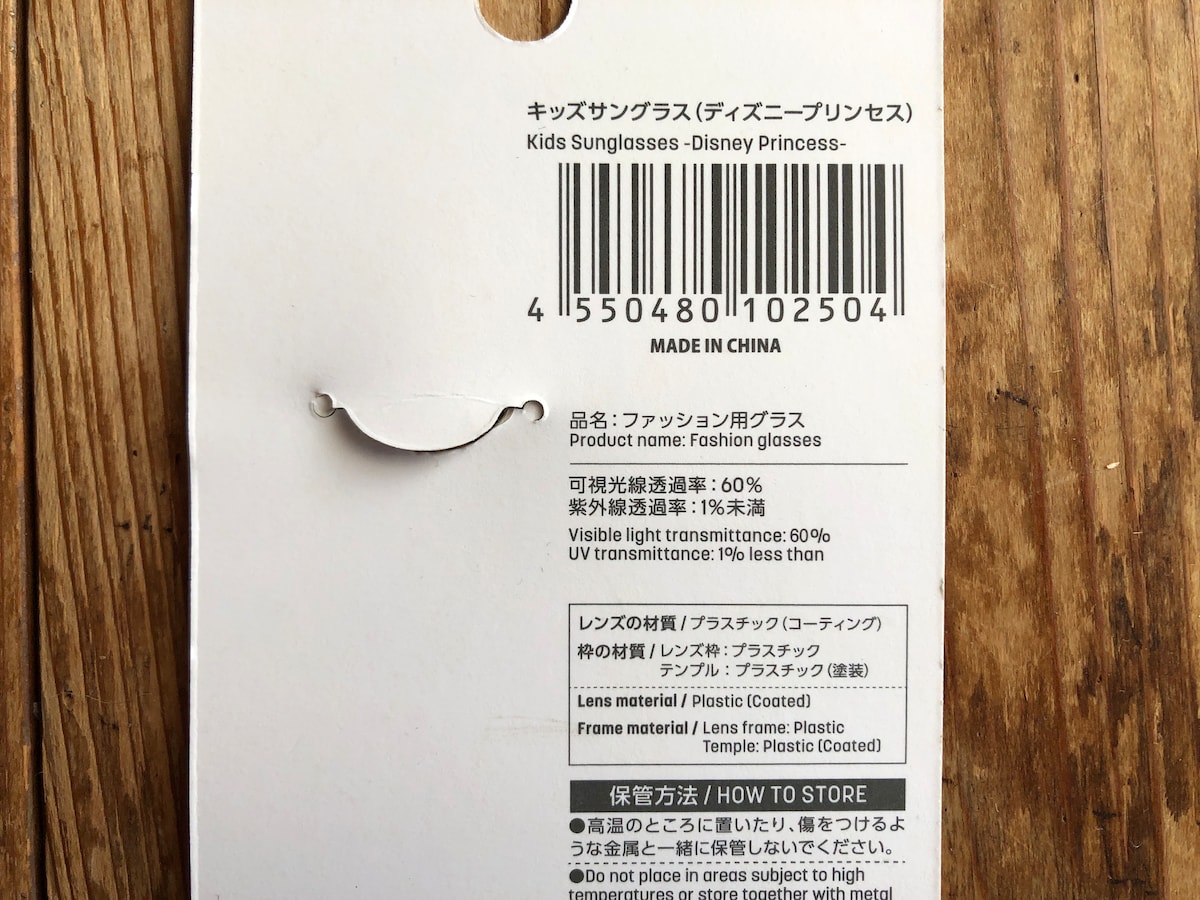 キッズサングラス（ディズニープリンセス）
Kids Sunglasses -Disney Princess-
4 550480 102504
MADE IN CHINA
品名：ファッション用グラス
Product name: Fashion glasses
可視光線透過率：60%
紫外線透過率：1%未満
Visible light transmittance: 60%
UV transmittance: 1% less than
レンズの材質 / プラスチック（コーティング）
枠の材質 / レンズ枠：プラスチック
テンプル：プラスチック（塗装）
Lens material / Plastic (Coated)
Frame material / Lens frame: Plastic
Temple: Plastic (Coated)
保管方法 / HOW TO STORE
●高温のところに置いたり、傷をつけるよ
うな金属と一緒に保管しないでください。
●Do not place in areas subject to high
temperatures or store together with metal